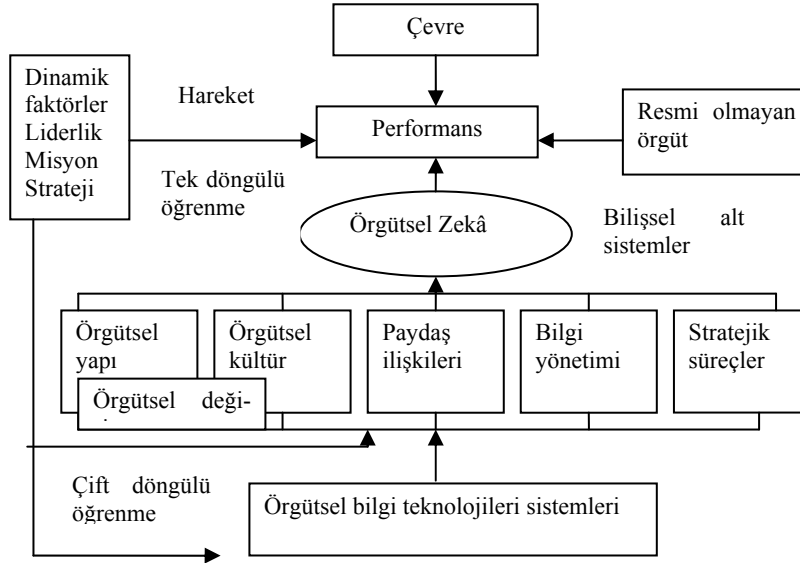 Çevre
Dinamik
faktörler
Liderlik
Misyon
Strateji
Hareket
Performans
Resmi olmayan
örgüt
Tek döngülü
öğrenme
Örgütsel Zekâ
Bilişsel alt
sistemler
Örgütsel
yapı
Örgütsel
kültür
Paydaş
ilişkileri
Bilgi
yönetimi
Stratejik
süreçler
Örgütsel deği-
Çift döngülü
öğrenme
Örgütsel bilgi teknolojileri sistemleri